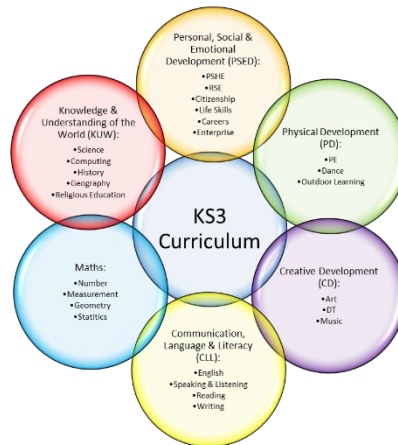 Personal, Social &
Emotional
Development (PSED):
•PSHE
•RSE
•Citizenship
•Life Skills
•Careers
•Enterprise
Physical Development
(PD):
•PE
•Dance
•Outdoor Learning
Creative Development
(CD):
•Art
•DT
•Music
Communication,
Language & Literacy
(CLL):
•English
•Speaking & Listening
•Reading
•Writing
Maths:
•Number
•Measurement
•Geometry
•Statitics
Knowledge &
Understanding of the
World (KUW):
•Science
•Computing
•History
•Geography
•Religious Education
KS3
Curriculum